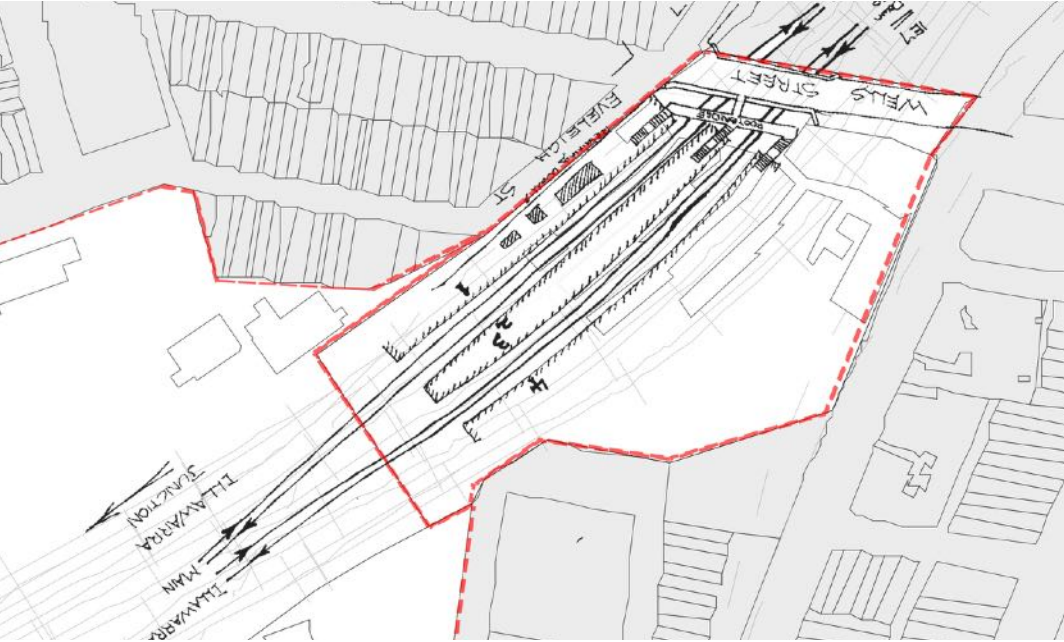 WELLS
STREET
FOOTBRIDGE
EVELEIGH
ST
1
2
3
4
ILLAWARRA
JUNCTION
MAIN
ILLAWARRA